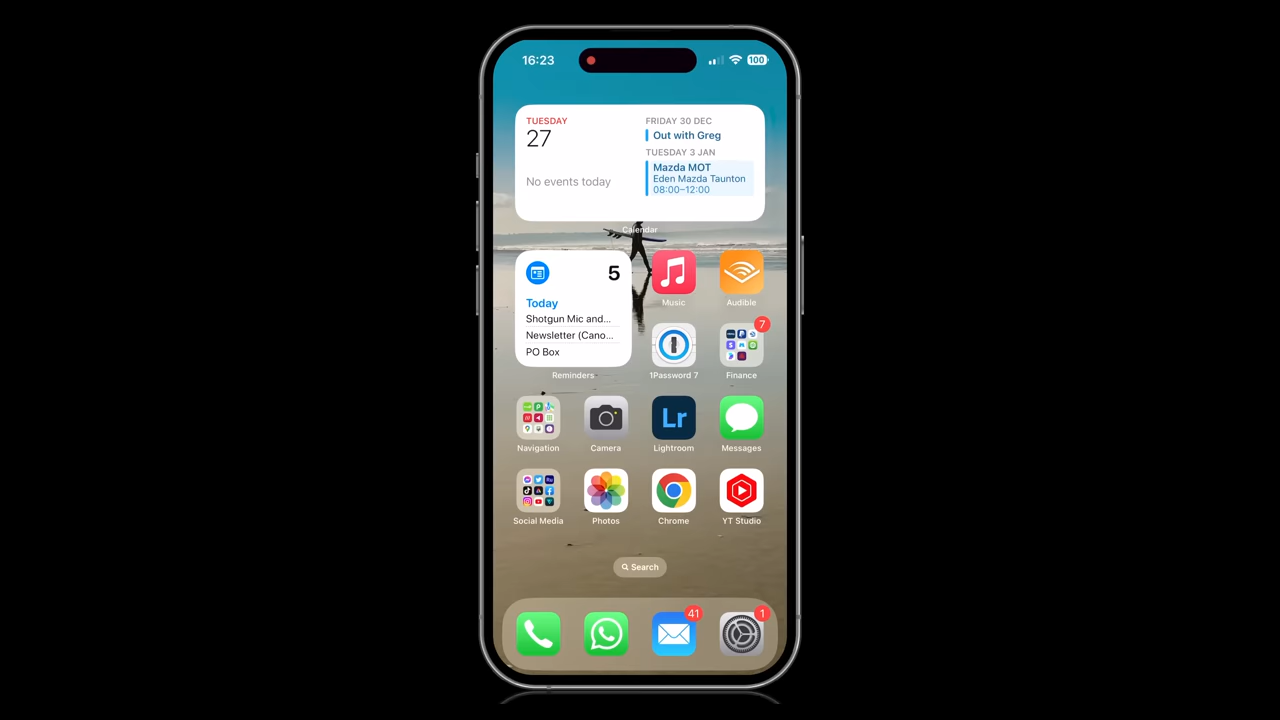 16:23
100
TUESDAY
27
No events today
FRIDAY 30 DEC
Out with Greg
TUESDAY 3 JAN
Mazda MOT
Eden Mazda Taunton
08:00–12:00
Calendar
5
Today
Shotgun Mic and...
Newsletter (Cano...
PO Box
Reminders
Music
Audible
1Password 7
7
Finance
Navigation
Camera
Lr
Lightroom
Messages
Social Media
Photos
Chrome
YT Studio
Search
41
1